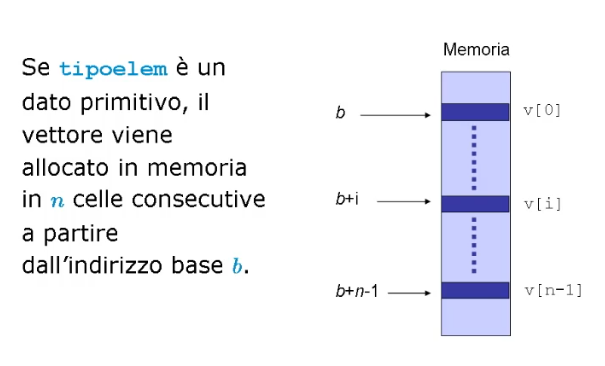 Se tipoelem è un
dato primitivo, il
vettore viene
allocato in memoria
in n celle consecutive
a partire
dall'indirizzo base b.
Memoria
b
v[0]
b+i
v[i]
b+n-1
v[n-1]